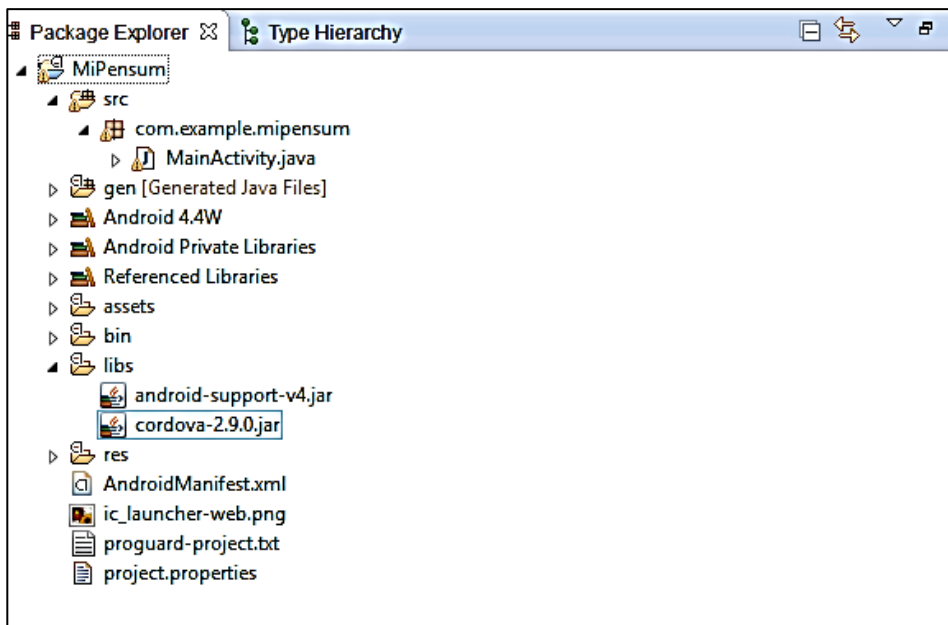 Package Explorer Type Hierarchy
MiPensum
src
com.example.mipensum
MainActivity.java
gen [Generated Java Files]
Android 4.4W
Android Private Libraries
Referenced Libraries
assets
bin
libs
android-support-v4.jar
cordova-2.9.0.jar
res
AndroidManifest.xml
ic_launcher-web.png
proguard-project.txt
project.properties